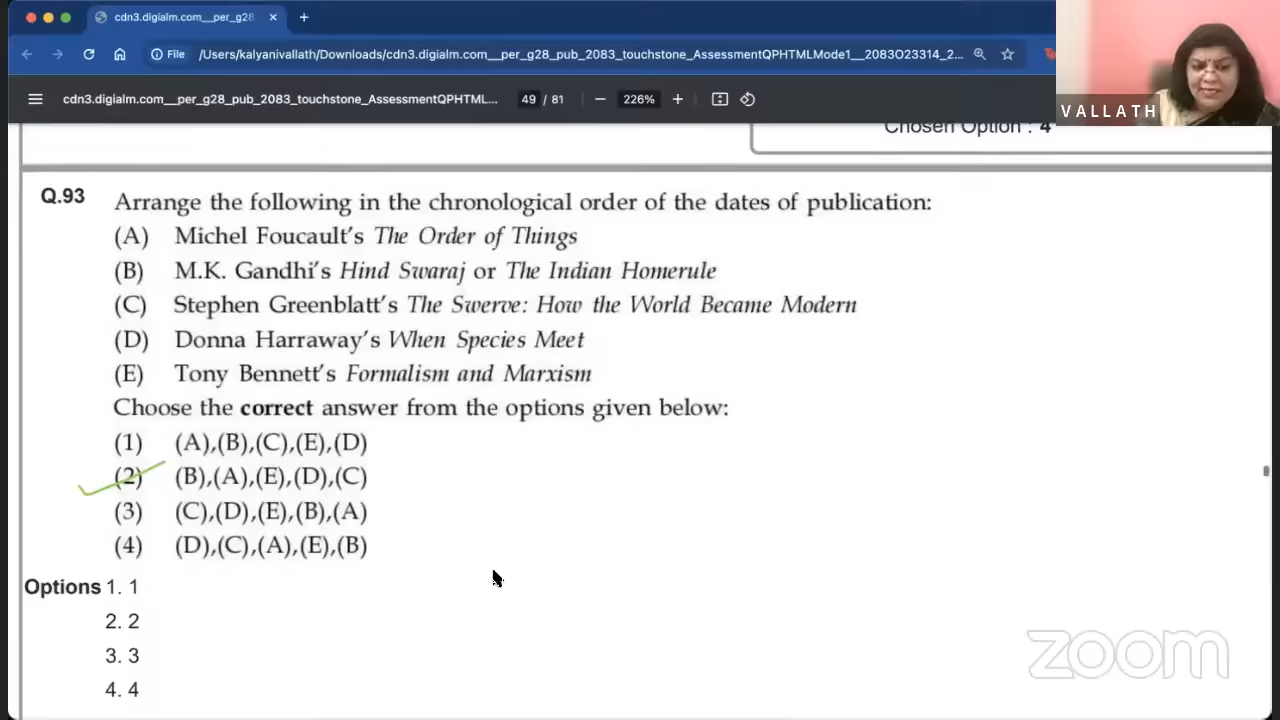 cdn3.digialm.com__per_g28
File
/Users/kalyanivallath/Downloads/cdn3.digialm.com__per_g28_pub_2083_touchstone_AssessmentQPHTMLMode1__2083O23314_2...
cdn3.digialm.com__per_g28_pub_2083_touchstone_AssessmentQPHTML...
49 / 81
226%
VALLATH
Chosen Option : 4
Q.93 Arrange the following in the chronological order of the dates of publication:
(A) Michel Foucault's The Order of Things
(B) M.K. Gandhi's Hind Swaraj or The Indian Homerule
(C) Stephen Greenblatt's The Swerve: How the World Became Modern
(D) Donna Harraway's When Species Meet
(E) Tony Bennett's Formalism and Marxism
Choose the correct answer from the options given below:
(1) (A),(B),(C),(E),(D)
(2) (B),(A),(E),(D),(C)
(3) (C),(D),(E),(B),(A)
(4) (D),(C),(A),(E),(B)
Options 1. 1
2. 2
3. 3
4. 4
zoom